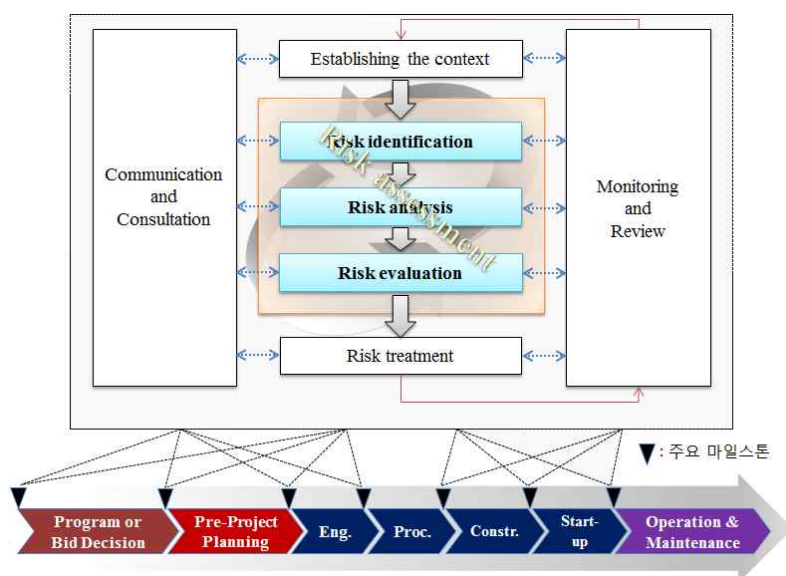 Establishing the context
Risk identification
Risk assessment
Risk analysis
Risk evaluation
Risk treatment
Communication
and
Consultation
Monitoring
and
Review
: 주요 마일스톤
Program or
Bid Decision
Pre-Project
Planning
Eng.
Proc.
Constr.
Start-
up
Operation &
Maintenance